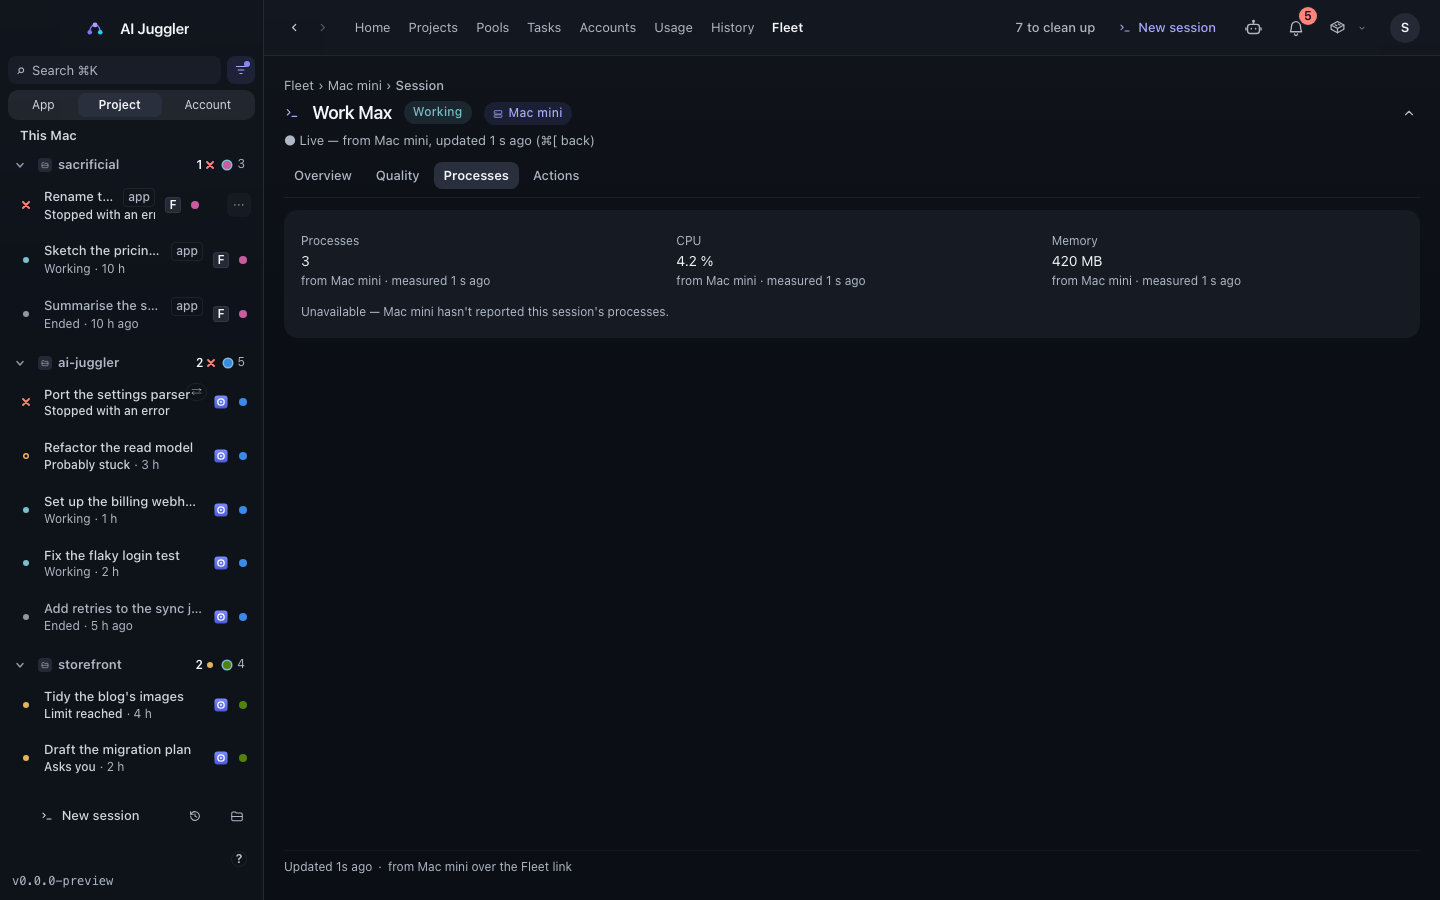 AI Juggler
Search ⌘K
App Project Account
This Mac
sacrificial 1 3
Rename t... app F
Stopped with an err
Sketch the pricin... app F
Working · 10 h
Summarise the s... app F
Ended · 10 h ago
ai-juggler 2 5
Port the settings parser
Stopped with an error
Refactor the read model
Probably stuck · 3 h
Set up the billing webh...
Working · 1 h
Fix the flaky login test
Working · 2 h
Add retries to the sync j...
Ended · 5 h ago
storefront 2 4
Tidy the blog's images
Limit reached · 4 h
Draft the migration plan
Asks you · 2 h
New session
?
v0.0.0-preview
Home Projects Pools Tasks Accounts Usage History Fleet 7 to clean up New session 5 S
Fleet › Mac mini › Session
Work Max Working Mac mini
Live — from Mac mini, updated 1 s ago (⌘[ back)
Overview Quality Processes Actions
Processes CPU Memory
3 4.2 % 420 MB
from Mac mini · measured 1 s ago from Mac mini · measured 1 s ago from Mac mini · measured 1 s ago
Unavailable — Mac mini hasn't reported this session's processes.
Updated 1s ago · from Mac mini over the Fleet link